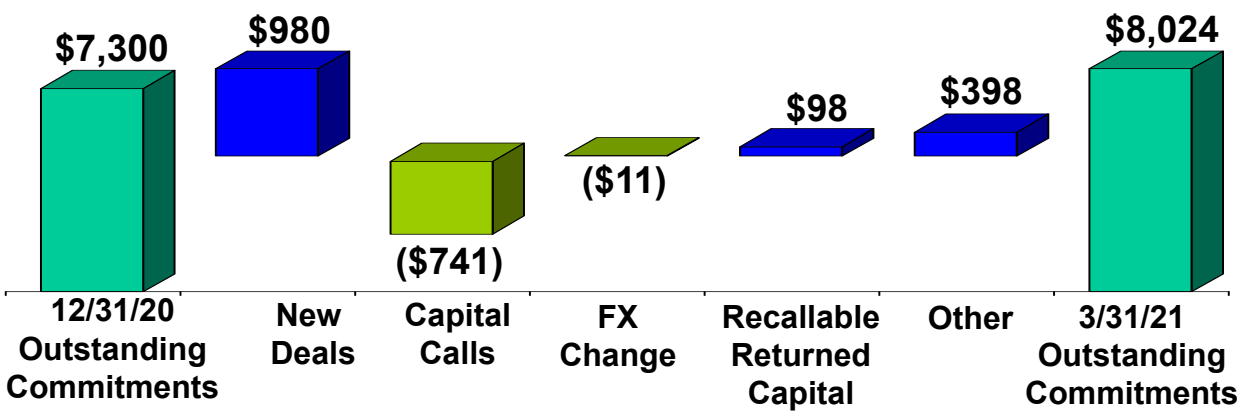 $7,300
$980
($741)
($11)
$98
$398
$8,024
12/31/20
Outstanding
Commitments
New
Deals
Capital
Calls
FX
Change
Recallable
Returned
Capital
Other
3/31/21
Outstanding
Commitments